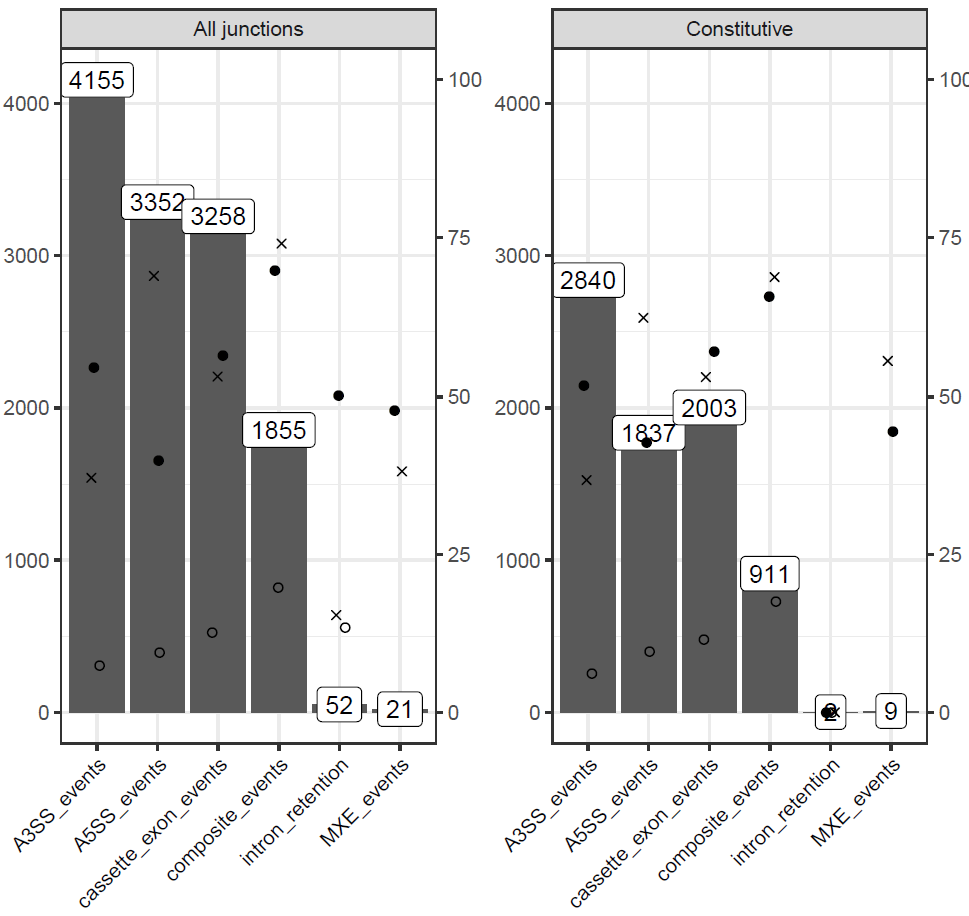 All junctions
Constitutive
4155
3352
3258
1855
52
21
2840
1837
2003
911
2
9
4000
3000
2000
1000
0
100
75
50
25
0
4000
3000
2000
1000
0
100
75
50
25
0
A3SS_events
A5SS_events
cassette_exon_events
composite_events
intron_retention
MXE_events
A3SS_events
A5SS_events
cassette_exon_events
composite_events
intron_retention
MXE_events